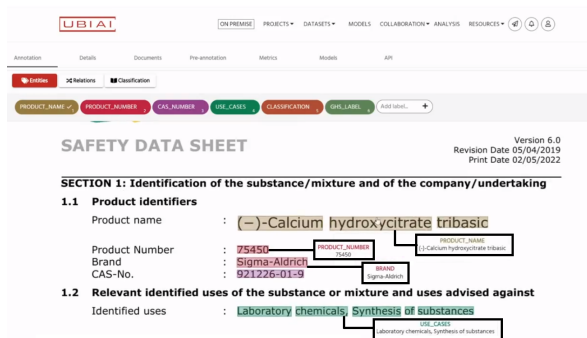 UBIAI
ON PREMISE PROJECTS DATASETS MODELS COLLABORATION ANALYSIS RESOURCES
Annotation Details Documents Pre-annotation Metrics Models API
Entities Relations Classification
PRODUCT_NAME 1 PRODUCT_NUMBER 2 CAS_NUMBER 3 USE_CASES CLASSIFICATION 5 GHS_LABEL Add label.. +
SAFETY DATA SHEET
Version 6.0
Revision Date 05/04/2019
Print Date 02/05/2022
SECTION 1: Identification of the substance/mixture and of the company/undertaking
1.1 Product identifiers
Product name : (−)-Calcium hydroxycitrate tribasic
PRODUCT_NAME
(-)-Calcium hydroxycitrate tribasic
Product Number : 75450
PRODUCT_NUMBER
75450
Brand : Sigma-Aldrich
BRAND
Sigma-Aldrich
CAS-No. : 921226-01-9
1.2 Relevant identified uses of the substance or mixture and uses advised against
Identified uses : Laboratory chemicals, Synthesis of substances
USE_CASES
Laboratory chemicals, Synthesis of substances